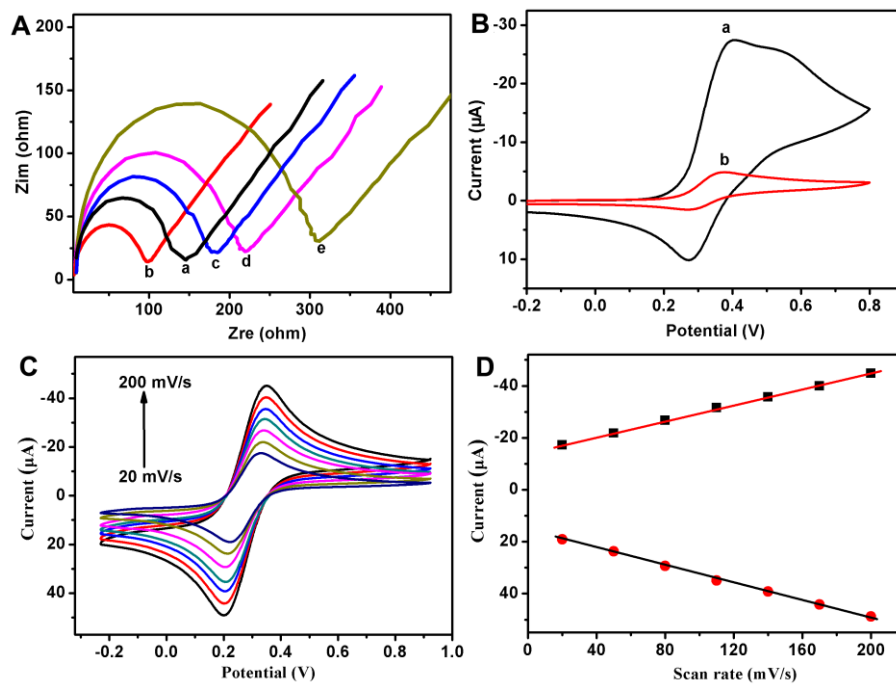 A
200
150
100
50
0
Zim (ohm)
b
a
c
d
e
100
200
300
400
Zre (ohm)
B
-30
-20
-10
0
10
Current (µA)
a
b
-0.2
0.0
0.2
0.4
0.6
0.8
Potential (V)
C
-40
-20
0
20
40
Current (µA)
200 mV/s
20 mV/s
-0.2
0.0
0.2
0.4
0.6
0.8
1.0
Potential (V)
D
-40
-20
0
20
40
Current (µA)
0
40
80
120
160
200
Scan rate (mV/s)